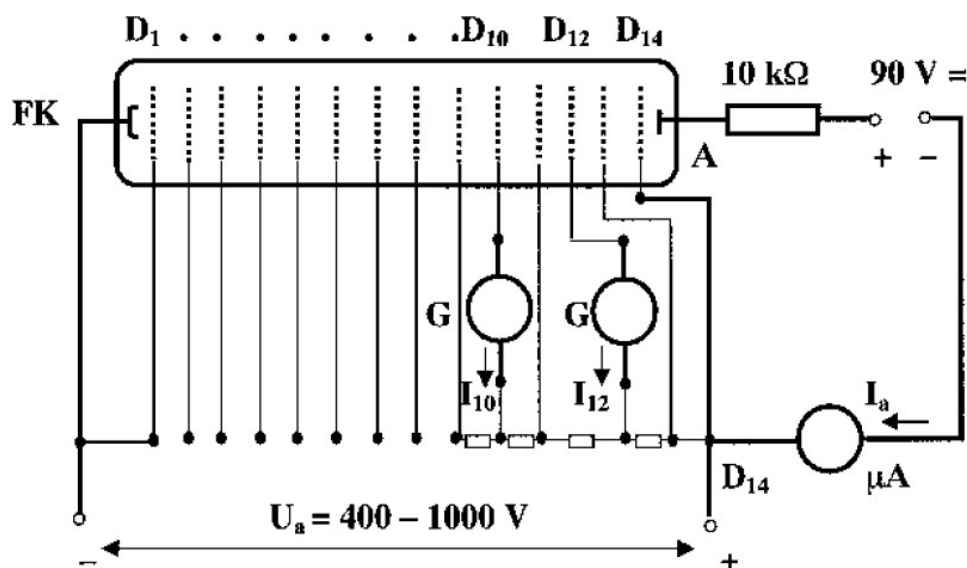 D₁ . . . . . . . . D₁₀ D₁₂ D₁₄
10 kΩ 90 V =
FK
A
+ −
G G
I₁₀ I₁₂ Iₐ
D₁₄ μA
Uₐ = 400 – 1000 V
− +